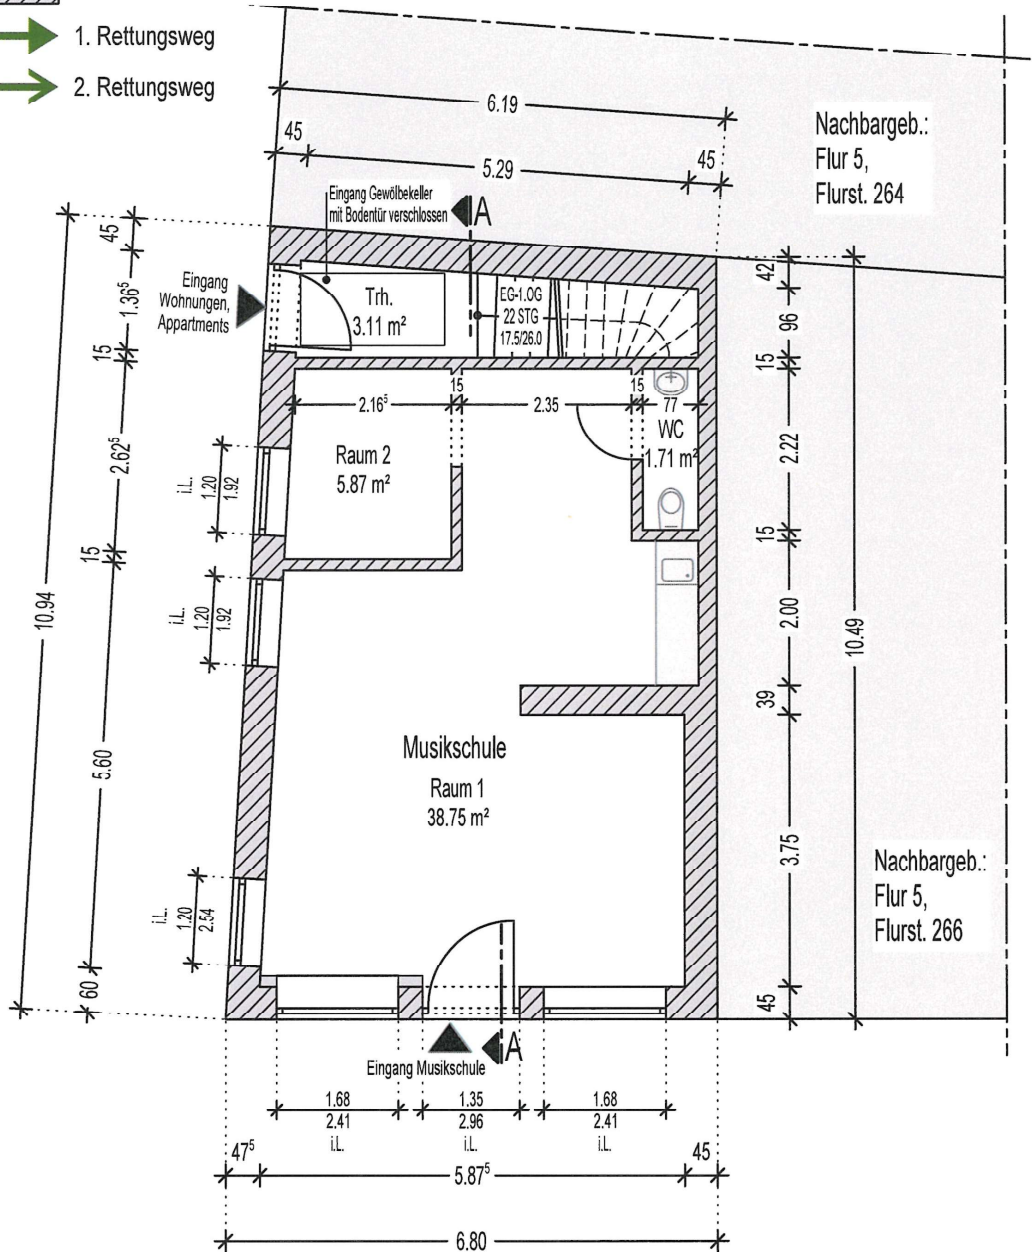 1. Rettungsweg
2. Rettungsweg
6.19
45
5.29
45
Nachbargeb.:
Flur 5,
Flurst. 264
Eingang Gewölbekeller
mit Bodentür verschlossen
A
45
1.36⁵
15
2.62⁵
15
5.60
60
10.94
Eingang
Wohnungen,
Appartments
Trh.
3.11 m²
EG-1.OG
22 STG
17.5/26.0
42
96
15
2.22
15
2.00
39
3.75
45
10.49
2.16⁵
15
2.35
15
77
WC
1.71 m²
Raum 2
5.87 m²
i.L.
1.20
1.92
i.L.
1.20
1.92
Musikschule
Raum 1
38.75 m²
i.L.
1.20
2.54
Nachbargeb.:
Flur 5,
Flurst. 266
A
Eingang Musikschule
1.68
2.41
i.L.
1.35
2.96
i.L.
1.68
2.41
i.L.
47⁵
5.87⁵
45
6.80